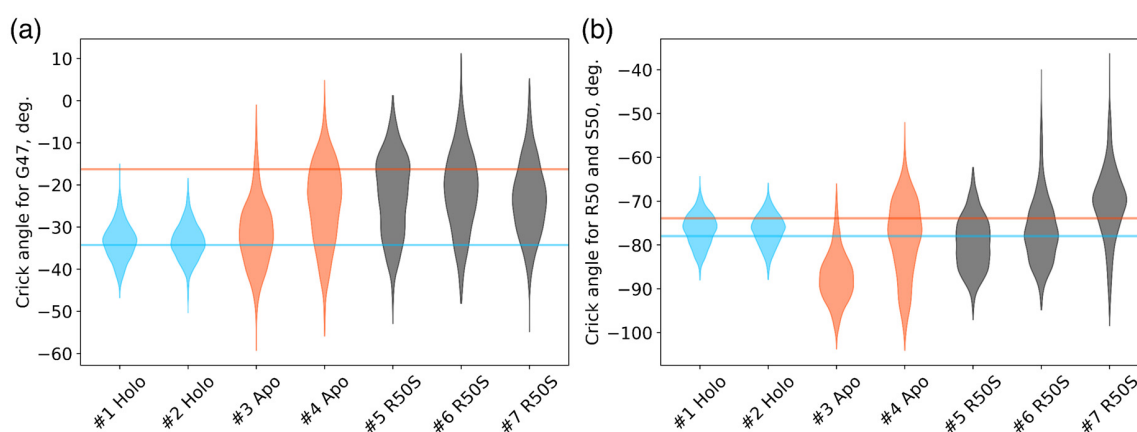 (a)
Crick angle for G47, deg.
10
0
−10
−20
−30
−40
−50
−60
#1 Holo
#2 Holo
#3 Apo
#4 Apo
#5 R50S
#6 R50S
#7 R50S
(b)
Crick angle for R50 and S50, deg.
−40
−50
−60
−70
−80
−90
−100
#1 Holo
#2 Holo
#3 Apo
#4 Apo
#5 R50S
#6 R50S
#7 R50S